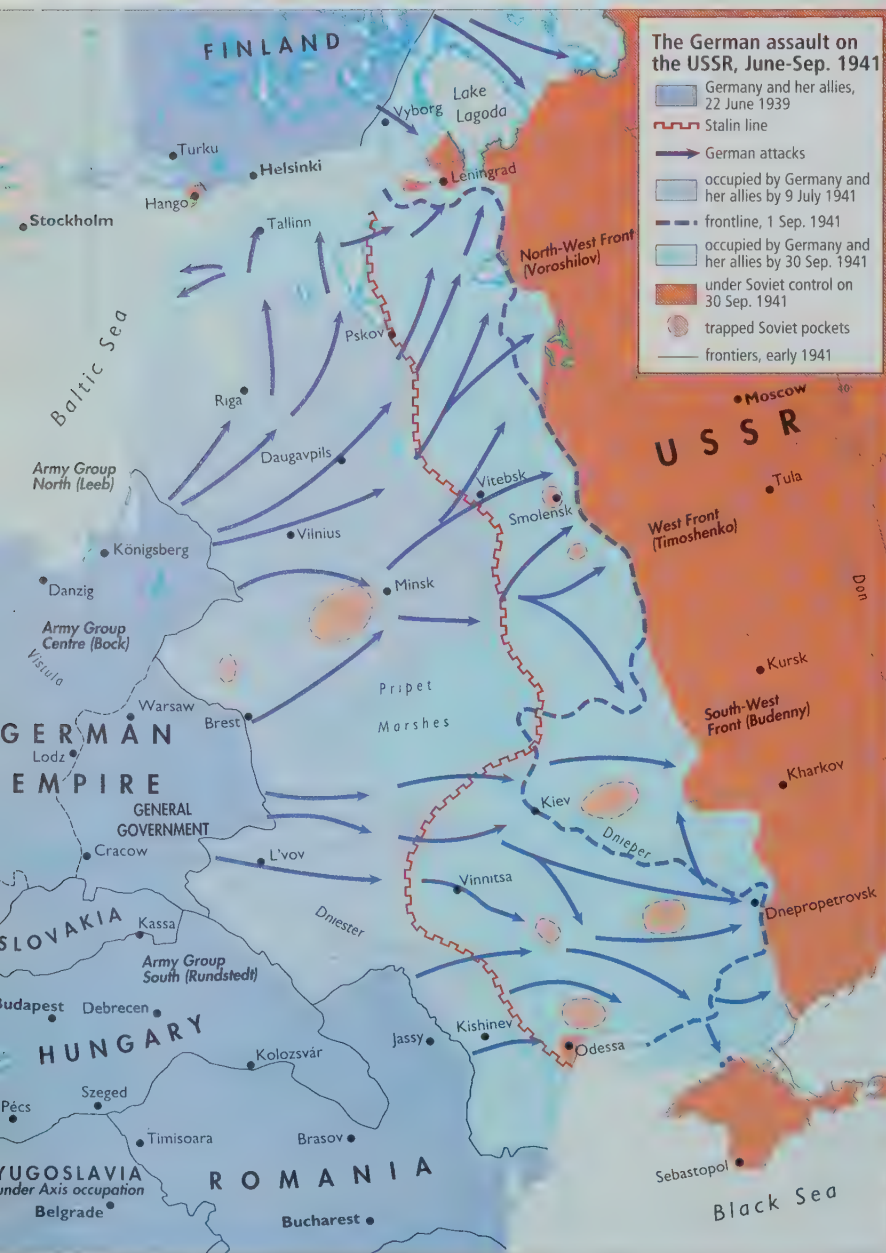 The German assault on
the USSR, June-Sep. 1941
Germany and her allies,
22 June 1939
Stalin line
German attacks
occupied by Germany and
her allies by 9 July 1941
frontline, 1 Sep. 1941
occupied by Germany and
her allies by 30 Sep. 1941
under Soviet control on
30 Sep. 1941
trapped Soviet pockets
frontiers, early 1941
FINLAND
Lake
Lagoda
Vyborg
Turku
Helsinki
Leningrad
Hango
Stockholm
Tallinn
North-West Front
(Voroshilov)
Baltic Sea
Pskov
Riga
40
Moscow
USSR
Daugavpils
Army Group
North (Leeb)
Vitebsk
Tula
Smolensk
West Front
(Timoshenko)
Vilnius
Königsberg
Danzig
Minsk
Don
Army Group
Centre (Bock)
Vistula
Kursk
Pripet
Marshes
Warsaw
Brest
South-West
Front (Budenny)
GERMAN
Lodz
EMPIRE
Kharkov
GENERAL
GOVERNMENT
Kiev
Dnieper
Cracow
L'vov
Vinnitsa
Dnepropetrovsk
Dniester
SLOVAKIA
Kassa
Army Group
South (Rundstedt)
Budapest
Debrecen
HUNGARY
Jassy
Kishinev
Odessa
Kolozsvár
Szeged
Pécs
Timisoara
Brasov
YUGOSLAVIA
under Axis occupation
Belgrade
ROMANIA
Sebastopol
Black Sea
Bucharest